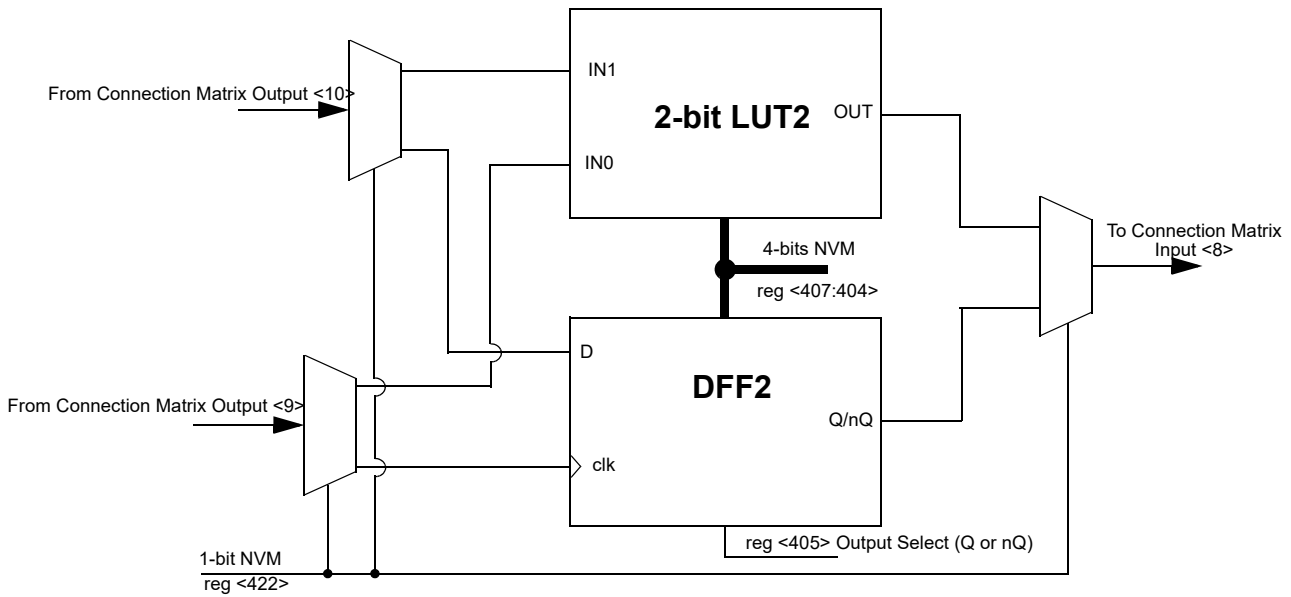 From Connection Matrix Output <10>
IN1
2-bit LUT2
OUT
IN0
To Connection Matrix
Input <8>
4-bits NVM
reg <407:404>
D
DFF2
From Connection Matrix Output <9>
Q/nQ
clk
reg <405> Output Select (Q or nQ)
1-bit NVM
reg <422>